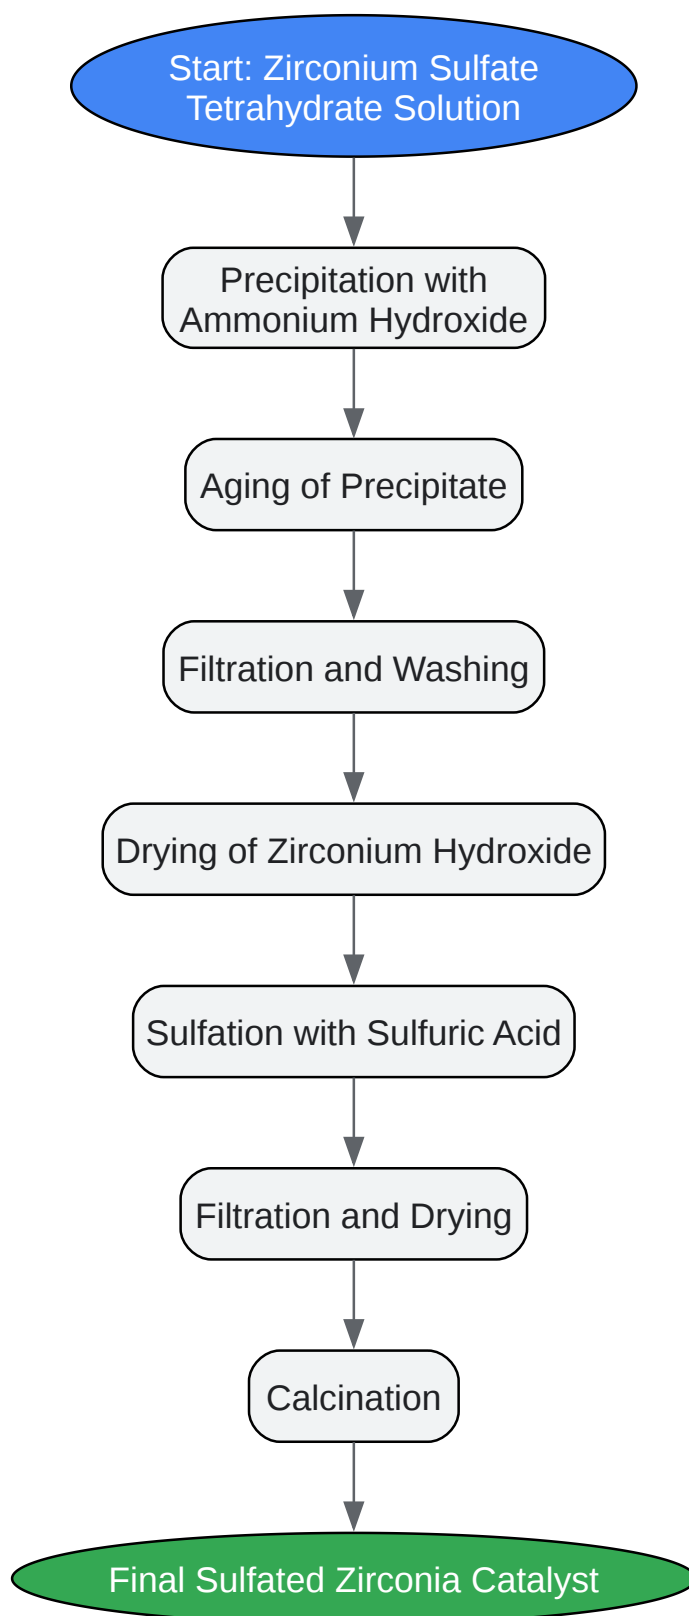 Start: Zirconium Sulfate
Tetrahydrate Solution
Precipitation with
Ammonium Hydroxide
Aging of Precipitate
Filtration and Washing
Drying of Zirconium Hydroxide
Sulfation with Sulfuric Acid
Filtration and Drying
Calcination
Final Sulfated Zirconia Catalyst